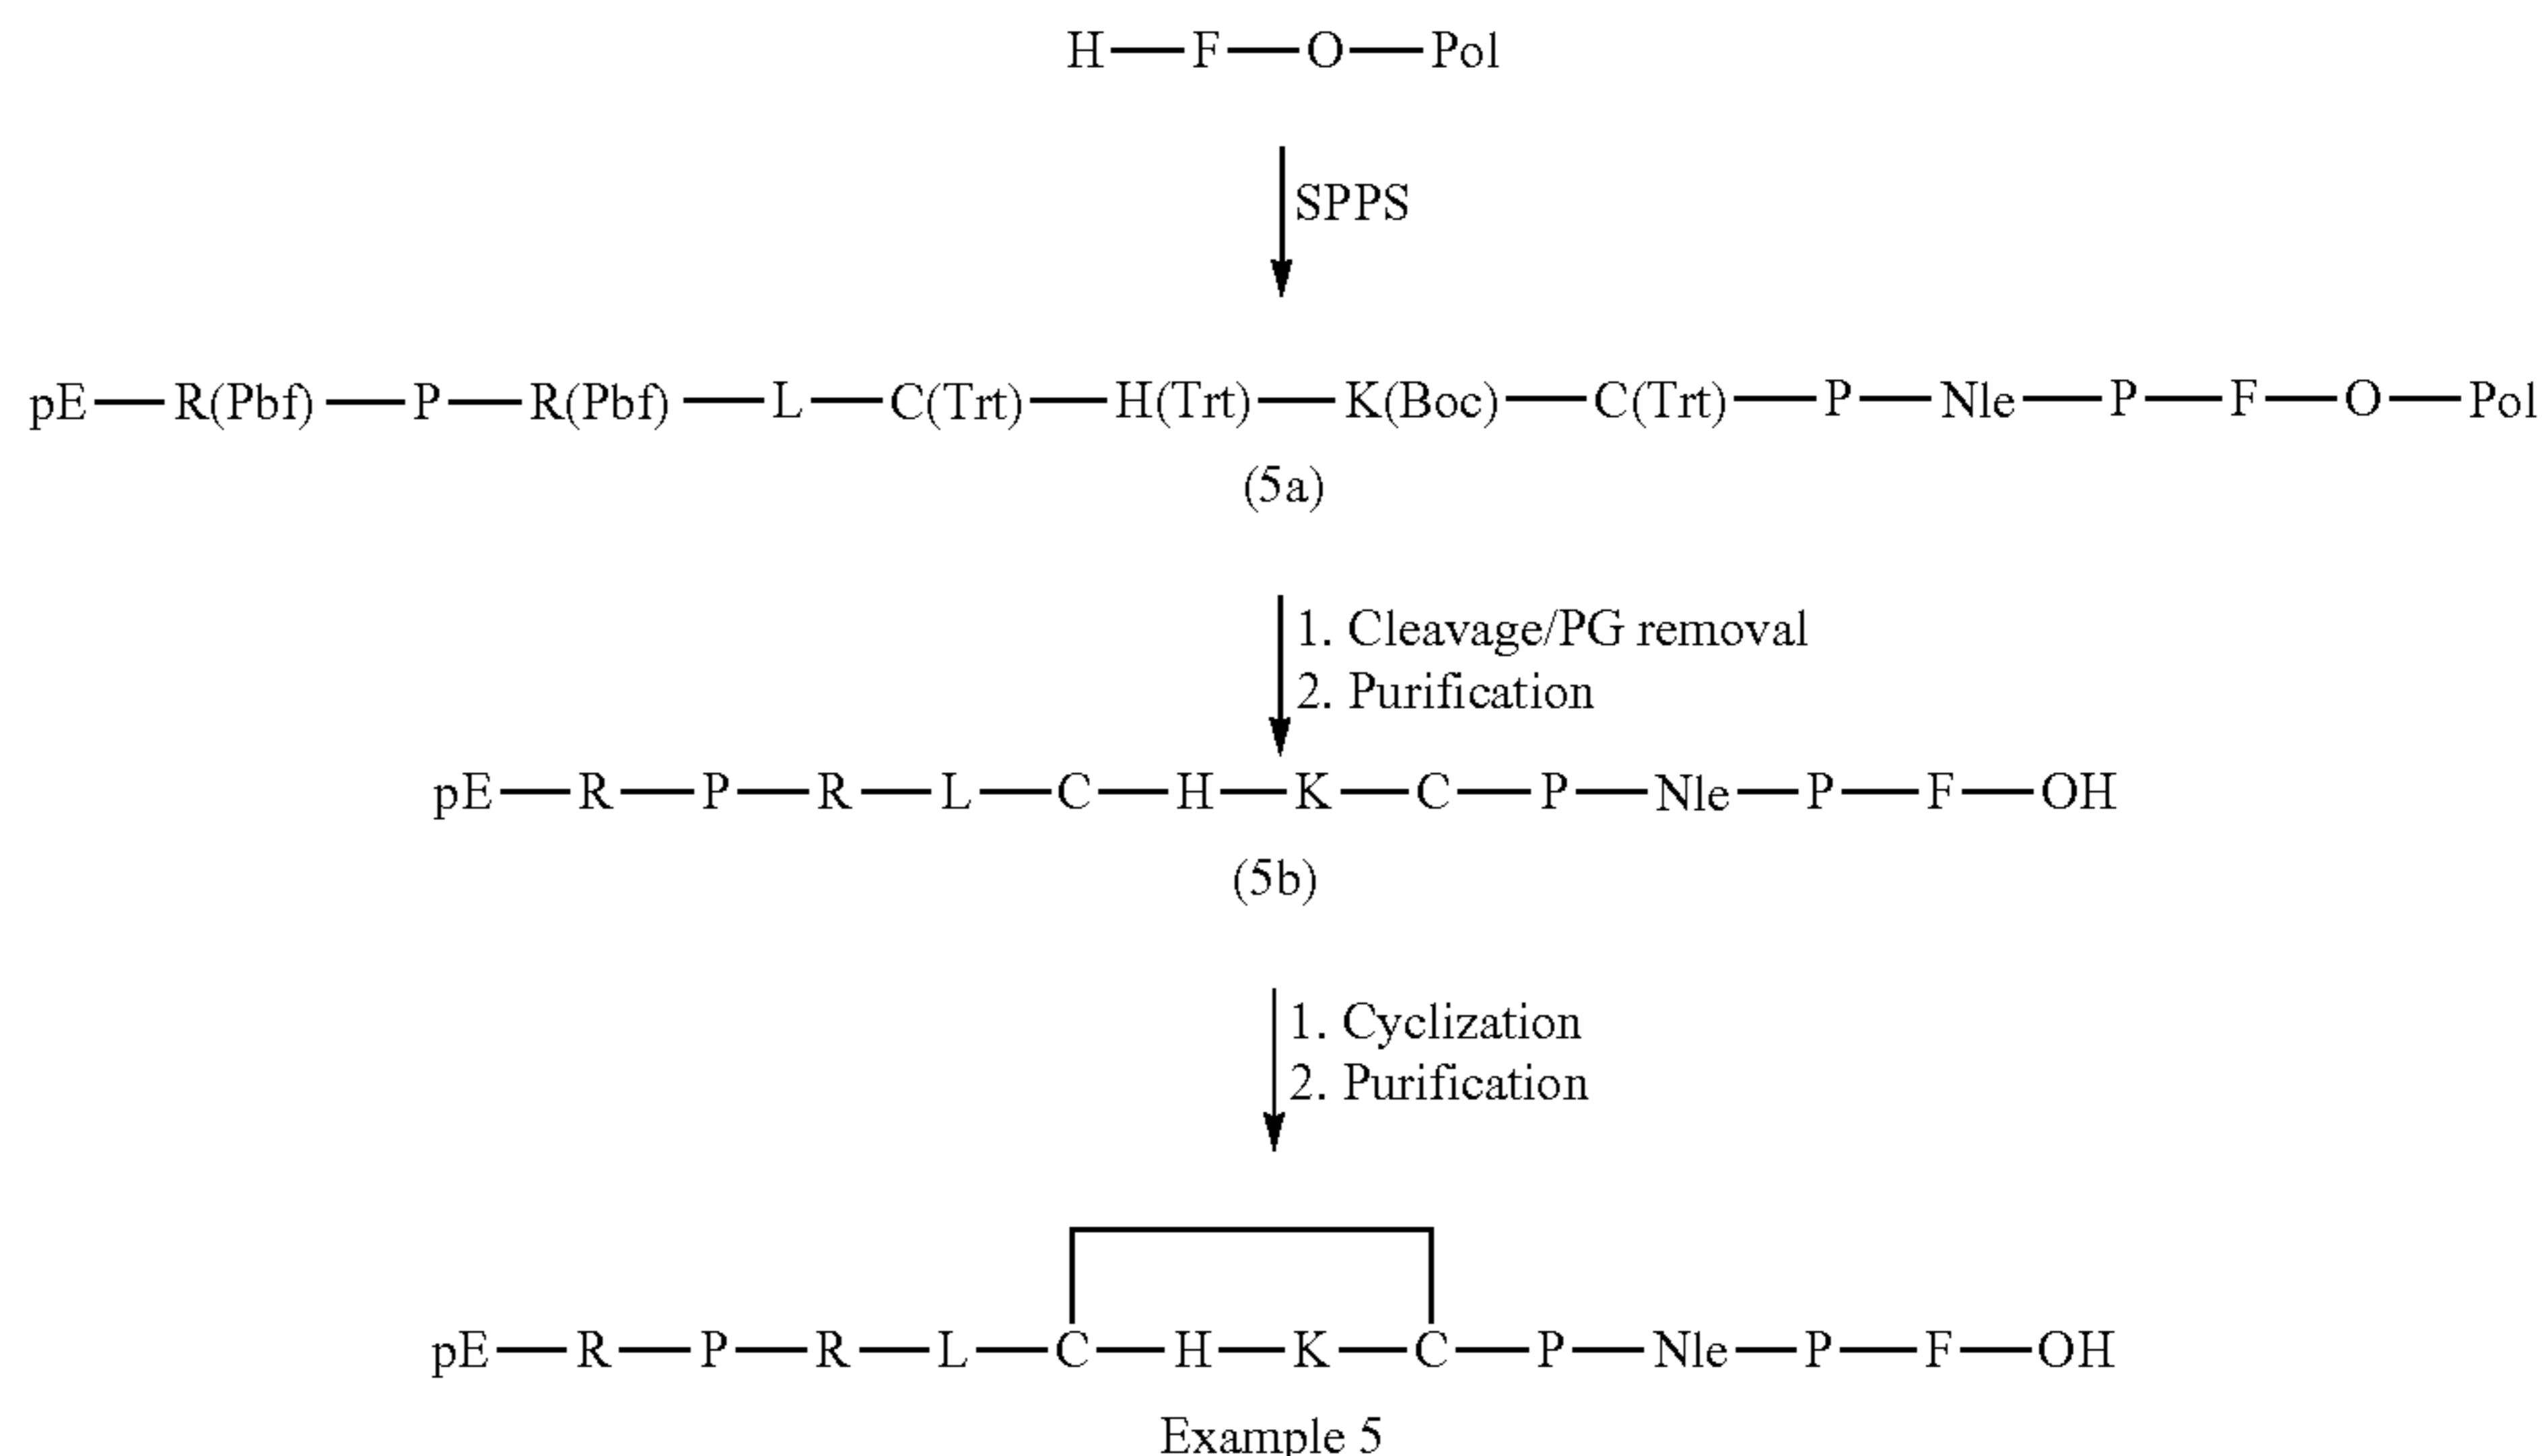 H—F—O—Pol
SPPS
pE—R(Pbf)—P—R(Pbf)—L—C(Trt)—H(Trt)—K(Boc)—C(Trt)—P—Nle—P—F—O—Pol
(5a)
1. Cleavage/PG removal
2. Purification
pE—R—P—R—L—C—H—K—C—P—Nle—P—F—OH
(5b)
1. Cyclization
2. Purification
pE—R—P—R—L—C—H—K—C—P—Nle—P—F—OH
Example 5